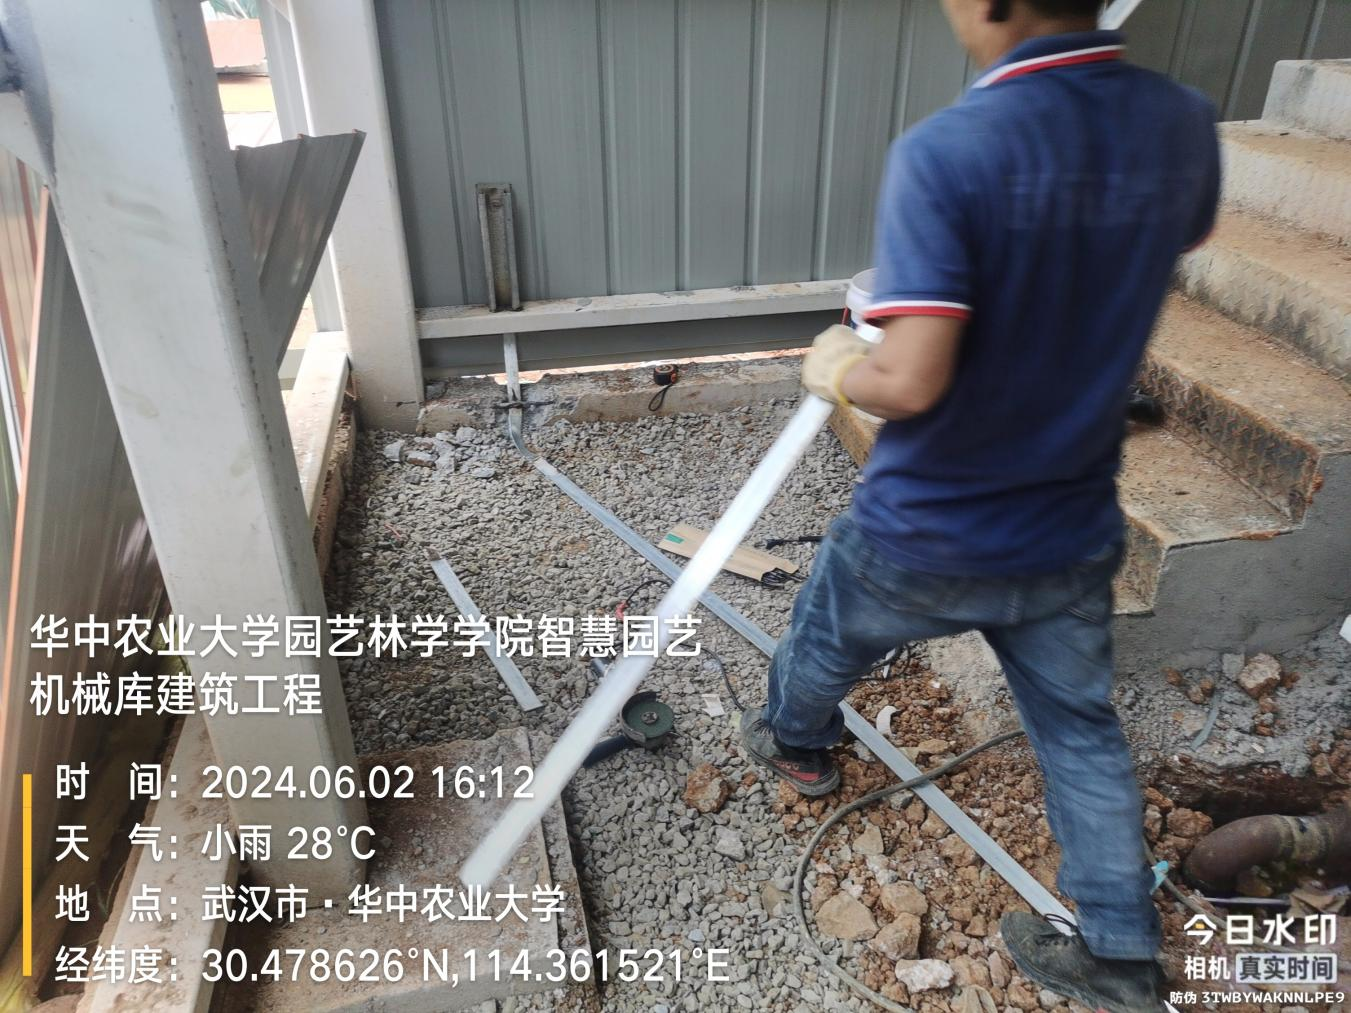 华中农业大学园艺林学学院智慧园艺
机械库建筑工程
时 间：2024.06.02 16:12
天 气：小雨 28°C
地 点：武汉市·华中农业大学
经纬度：30.478626°N,114.361521°E
今日水印
相机 真实时间
防伪 3TWBYWAKNNLPE9